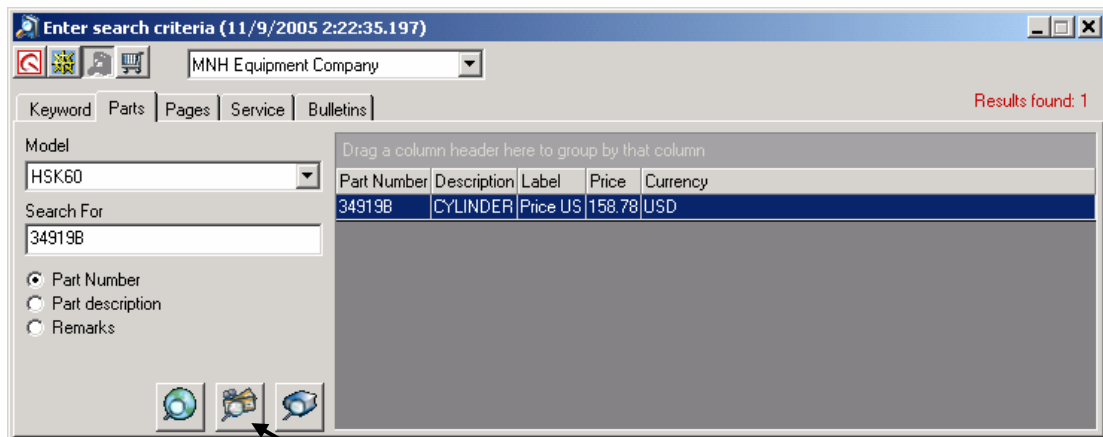 Enter search criteria (11/9/2005 2:22:35.197)
MNH Equipment Company
Keyword Parts Pages Service Bulletins
Results found: 1
Model
HSK60
Search For
34919B
Part Number
Part description
Remarks
Drag a column header here to group by that column
Part Number Description Label Price Currency
34919B CYLINDER Price US 158.78 USD